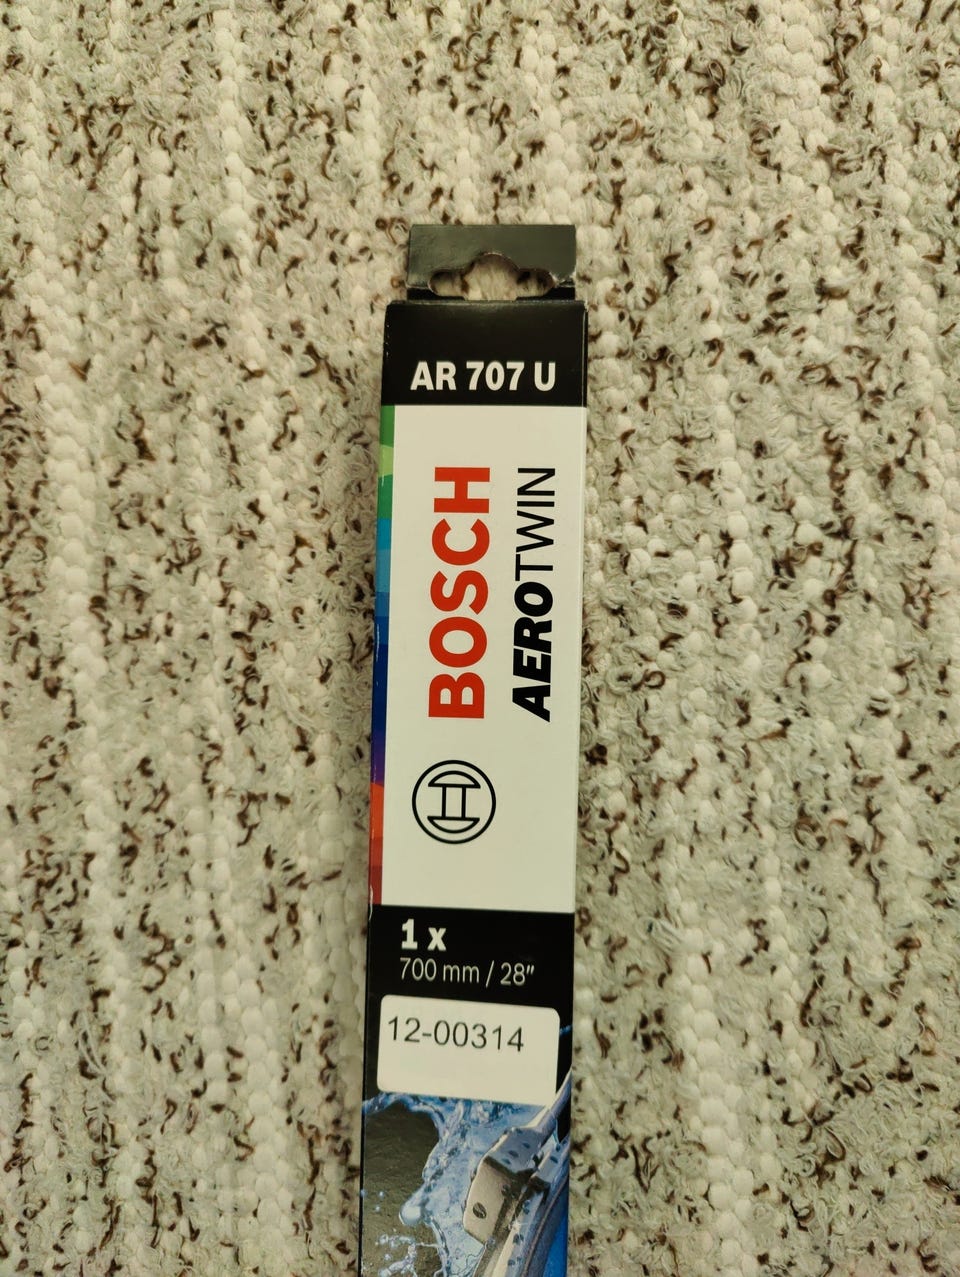 AR 707 U
BOSCH
AEROTWIN
1 x
700 mm / 28"
12-00314